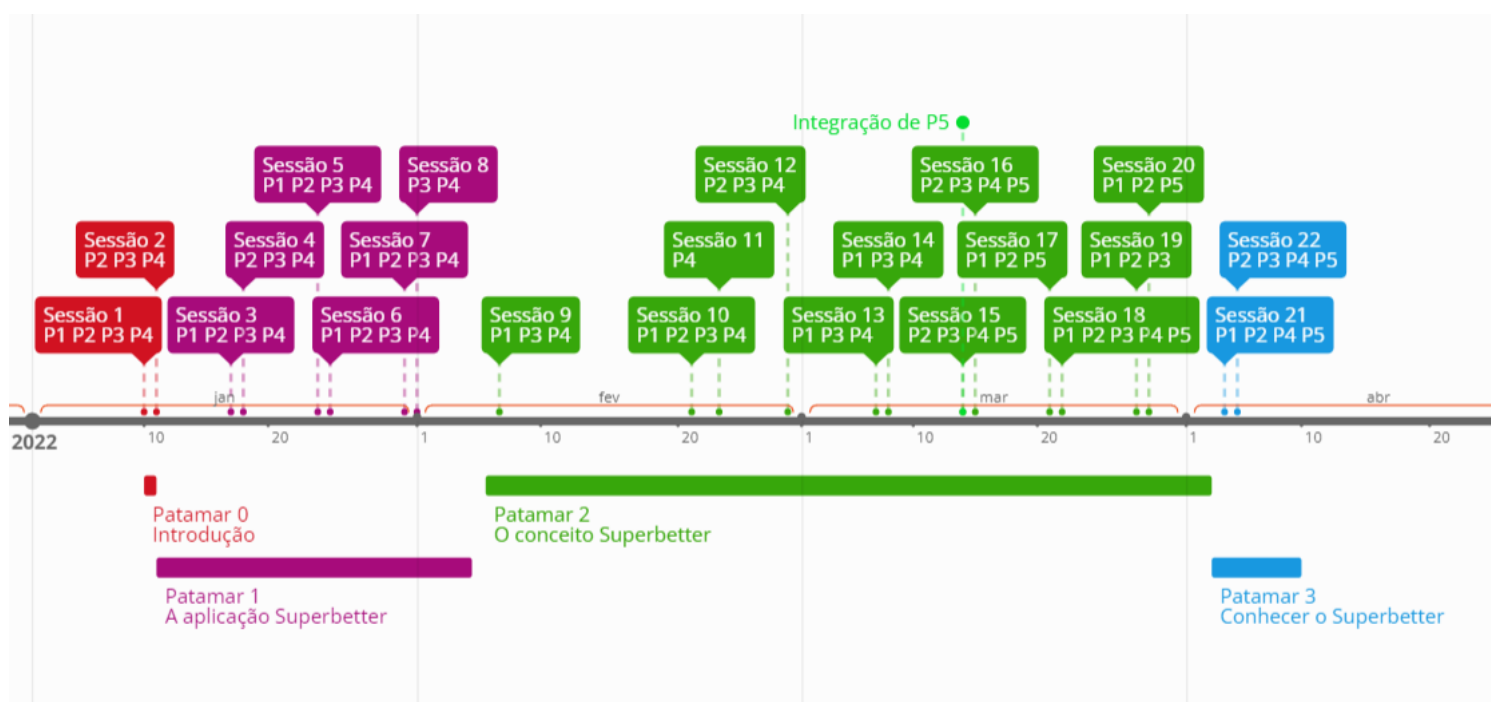 Integração de P5
Sessão 5
P1 P2 P3 P4
Sessão 8
P3 P4
Sessão 12
P2 P3 P4
Sessão 16
P2 P3 P4 P5
Sessão 20
P1 P2 P5
Sessão 2
P2 P3 P4
Sessão 4
P2 P3 P4
Sessão 7
P1 P2 P3 P4
Sessão 11
P4
Sessão 14
P1 P3 P4
Sessão 17
P1 P2 P5
Sessão 19
P1 P2 P3
Sessão 22
P2 P3 P4 P5
Sessão 1
P1 P2 P3 P4
Sessão 3
P1 P2 P3 P4
Sessão 6
P1 P2 P3 P4
Sessão 9
P1 P3 P4
Sessão 10
P1 P2 P3 P4
Sessão 13
P1 P3 P4
Sessão 15
P2 P3 P4 P5
Sessão 18
P1 P2 P3 P4 P5
Sessão 21
P1 P2 P4 P5
jan fev mar abr
2022 10 20 1 10 20 1 10 20 1 10 20
Patamar 0
Introdução
Patamar 2
O conceito Superbetter
Patamar 1
A aplicação Superbetter
Patamar 3
Conhecer o Superbetter